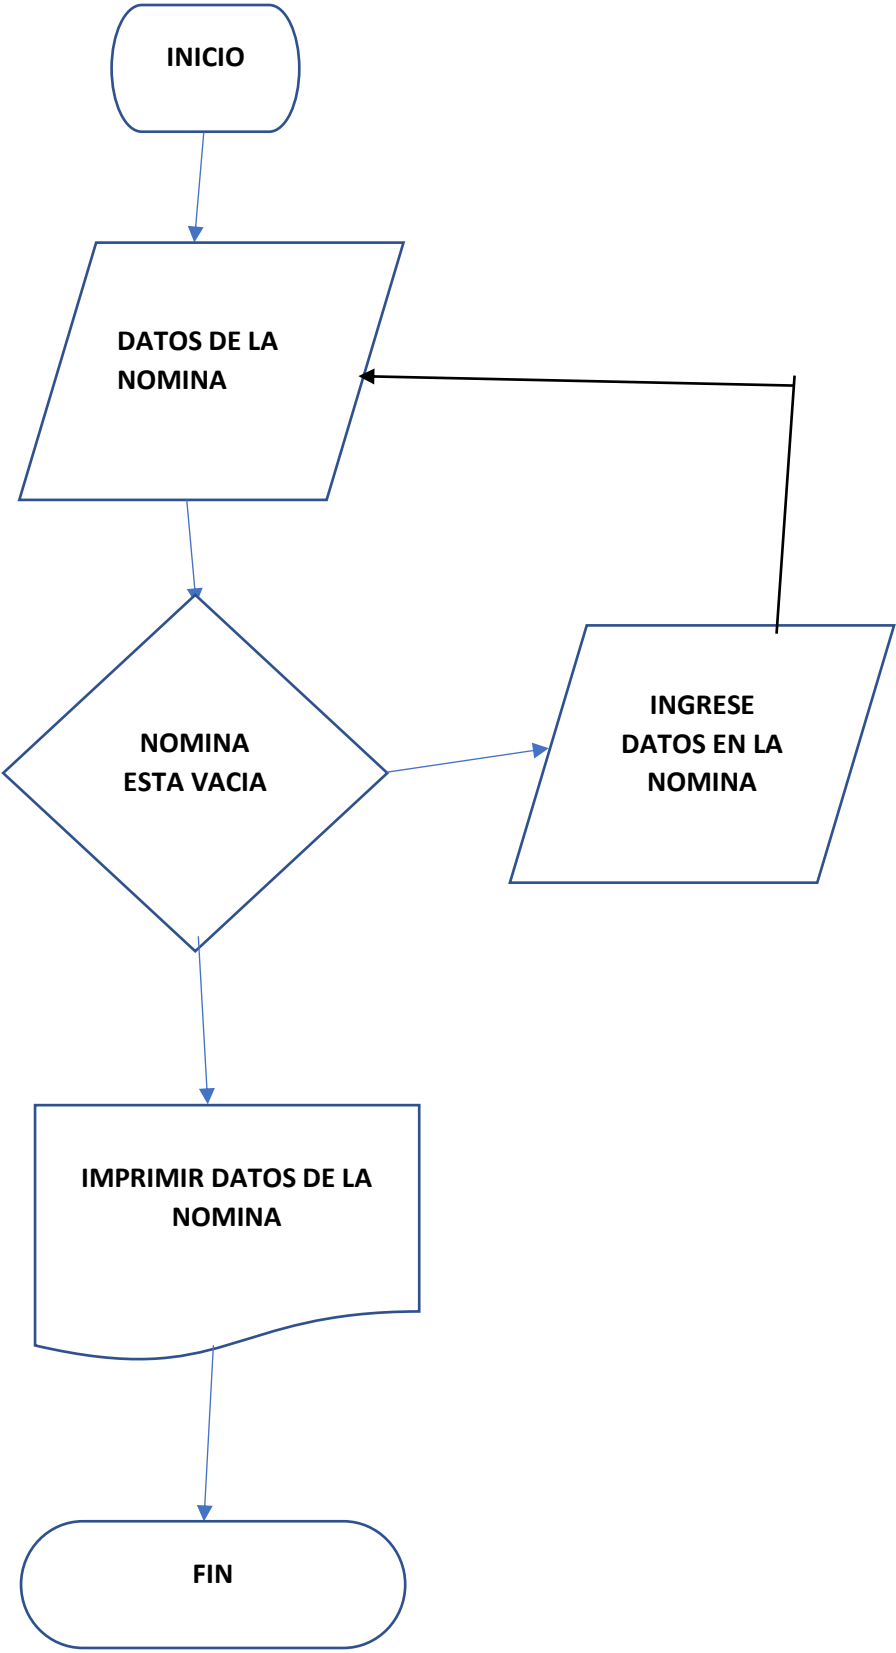 INICIO
DATOS DE LA
NOMINA
NOMINA
ESTA VACIA
INGRESE
DATOS EN LA
NOMINA
IMPRIMIR DATOS DE LA
NOMINA
FIN